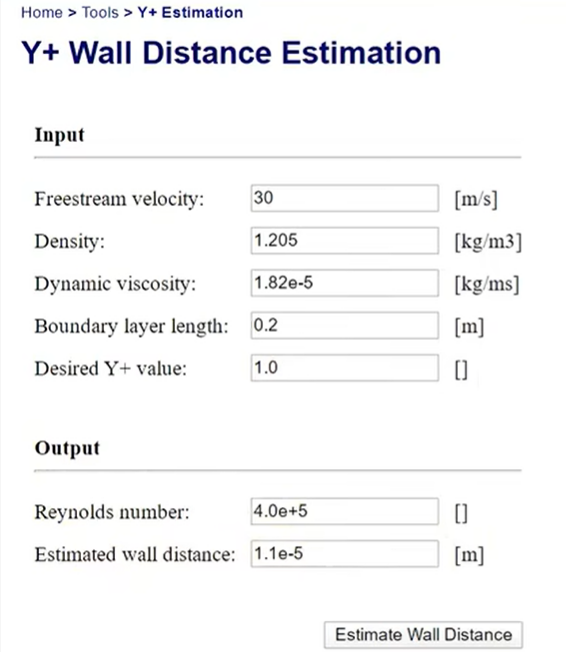 Home > Tools > Y+ Estimation
Y+ Wall Distance Estimation
Input
Freestream velocity: 30 [m/s]
Density: 1.205 [kg/m3]
Dynamic viscosity: 1.82e-5 [kg/ms]
Boundary layer length: 0.2 [m]
Desired Y+ value: 1.0 []
Output
Reynolds number: 4.0e+5 []
Estimated wall distance: 1.1e-5 [m]
Estimate Wall Distance